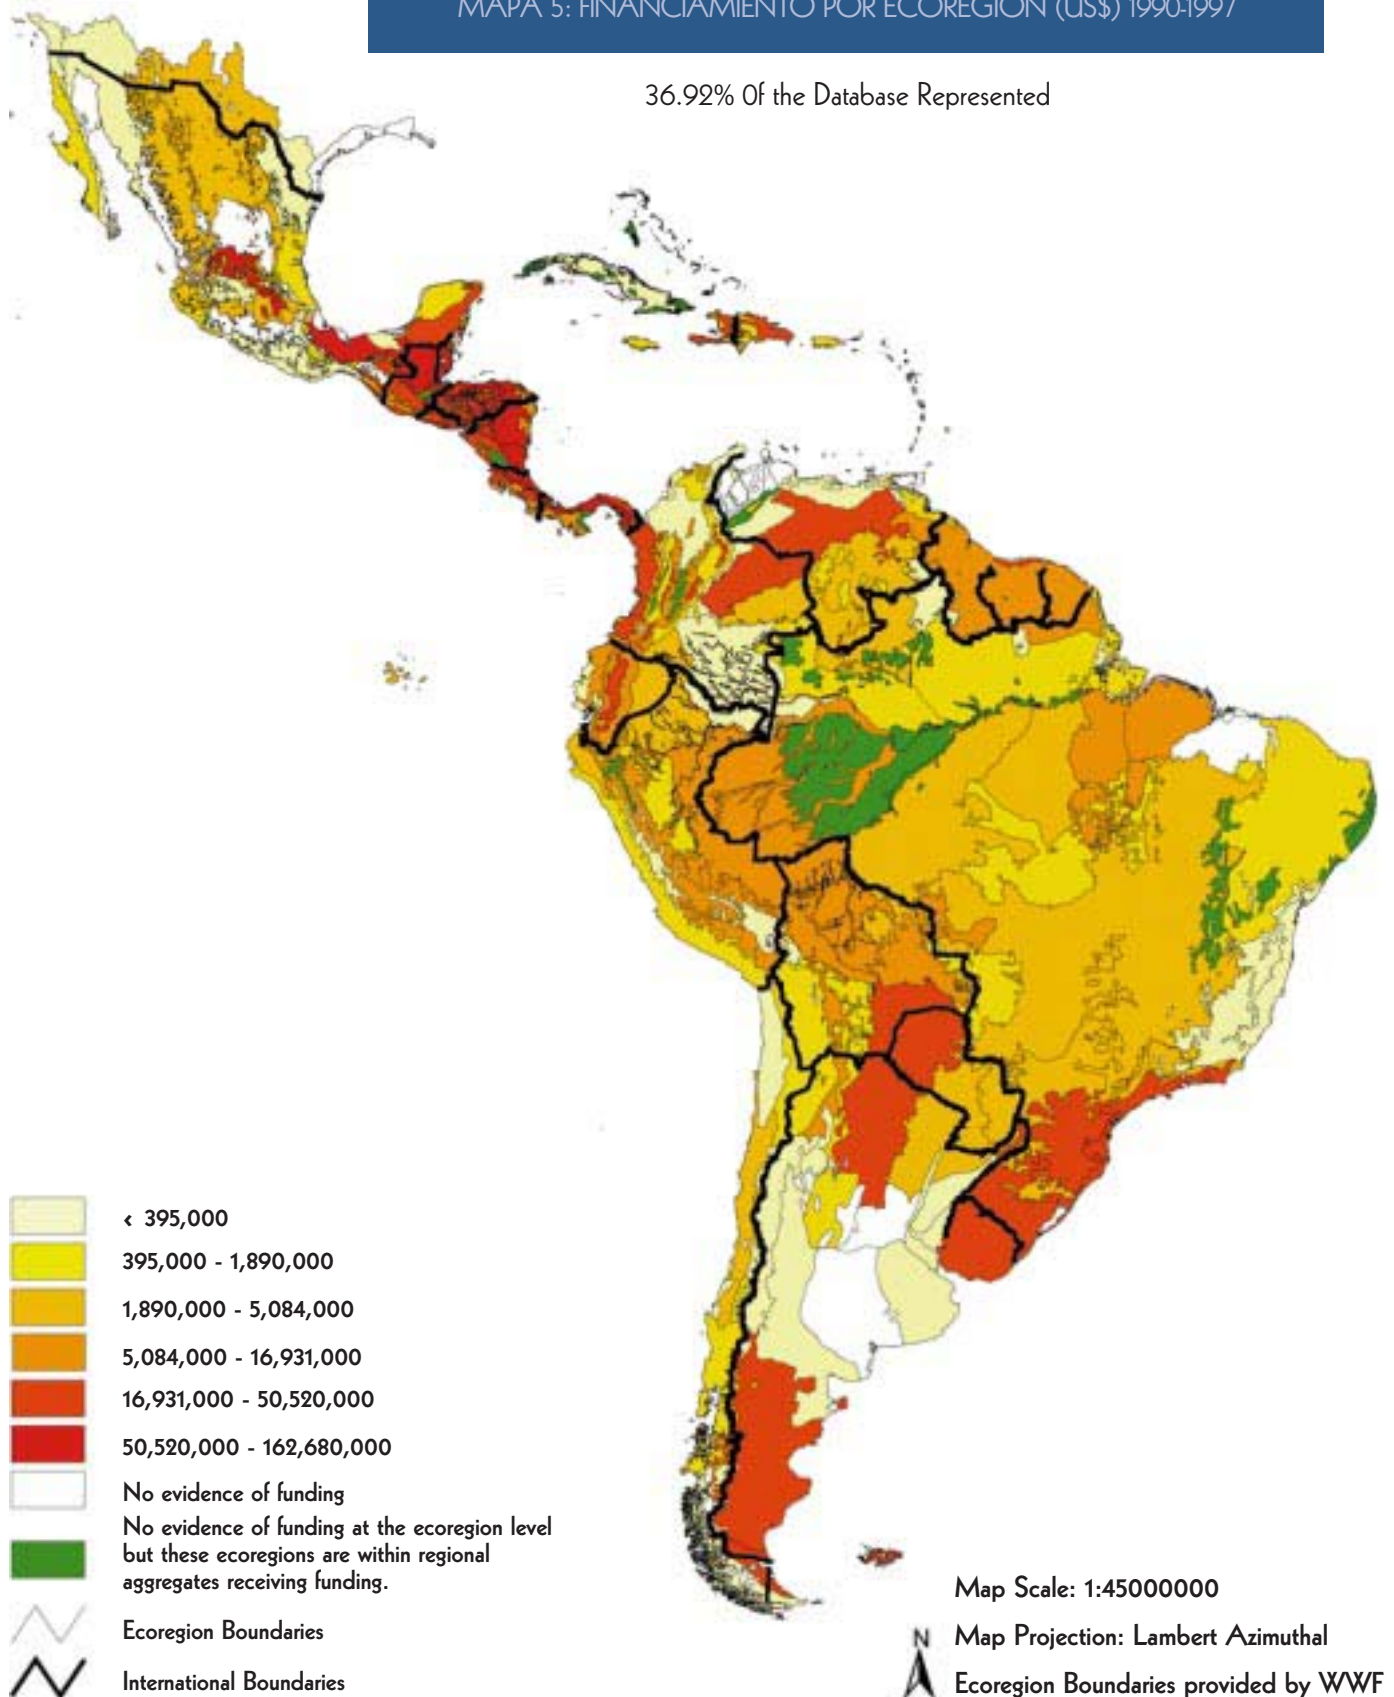 MAPA 5: FINANCIAMIENTO POR ECOREGION (US$) 1990-1997
36.92% Of the Database Represented
< 395,000
395,000 - 1,890,000
1,890,000 - 5,084,000
5,084,000 - 16,931,000
16,931,000 - 50,520,000
50,520,000 - 162,680,000
No evidence of funding
No evidence of funding at the ecoregion level
but these ecoregions are within regional
aggregates receiving funding.
Ecoregion Boundaries
International Boundaries
Map Scale: 1:45000000
N
Map Projection: Lambert Azimuthal
Ecoregion Boundaries provided by WWF